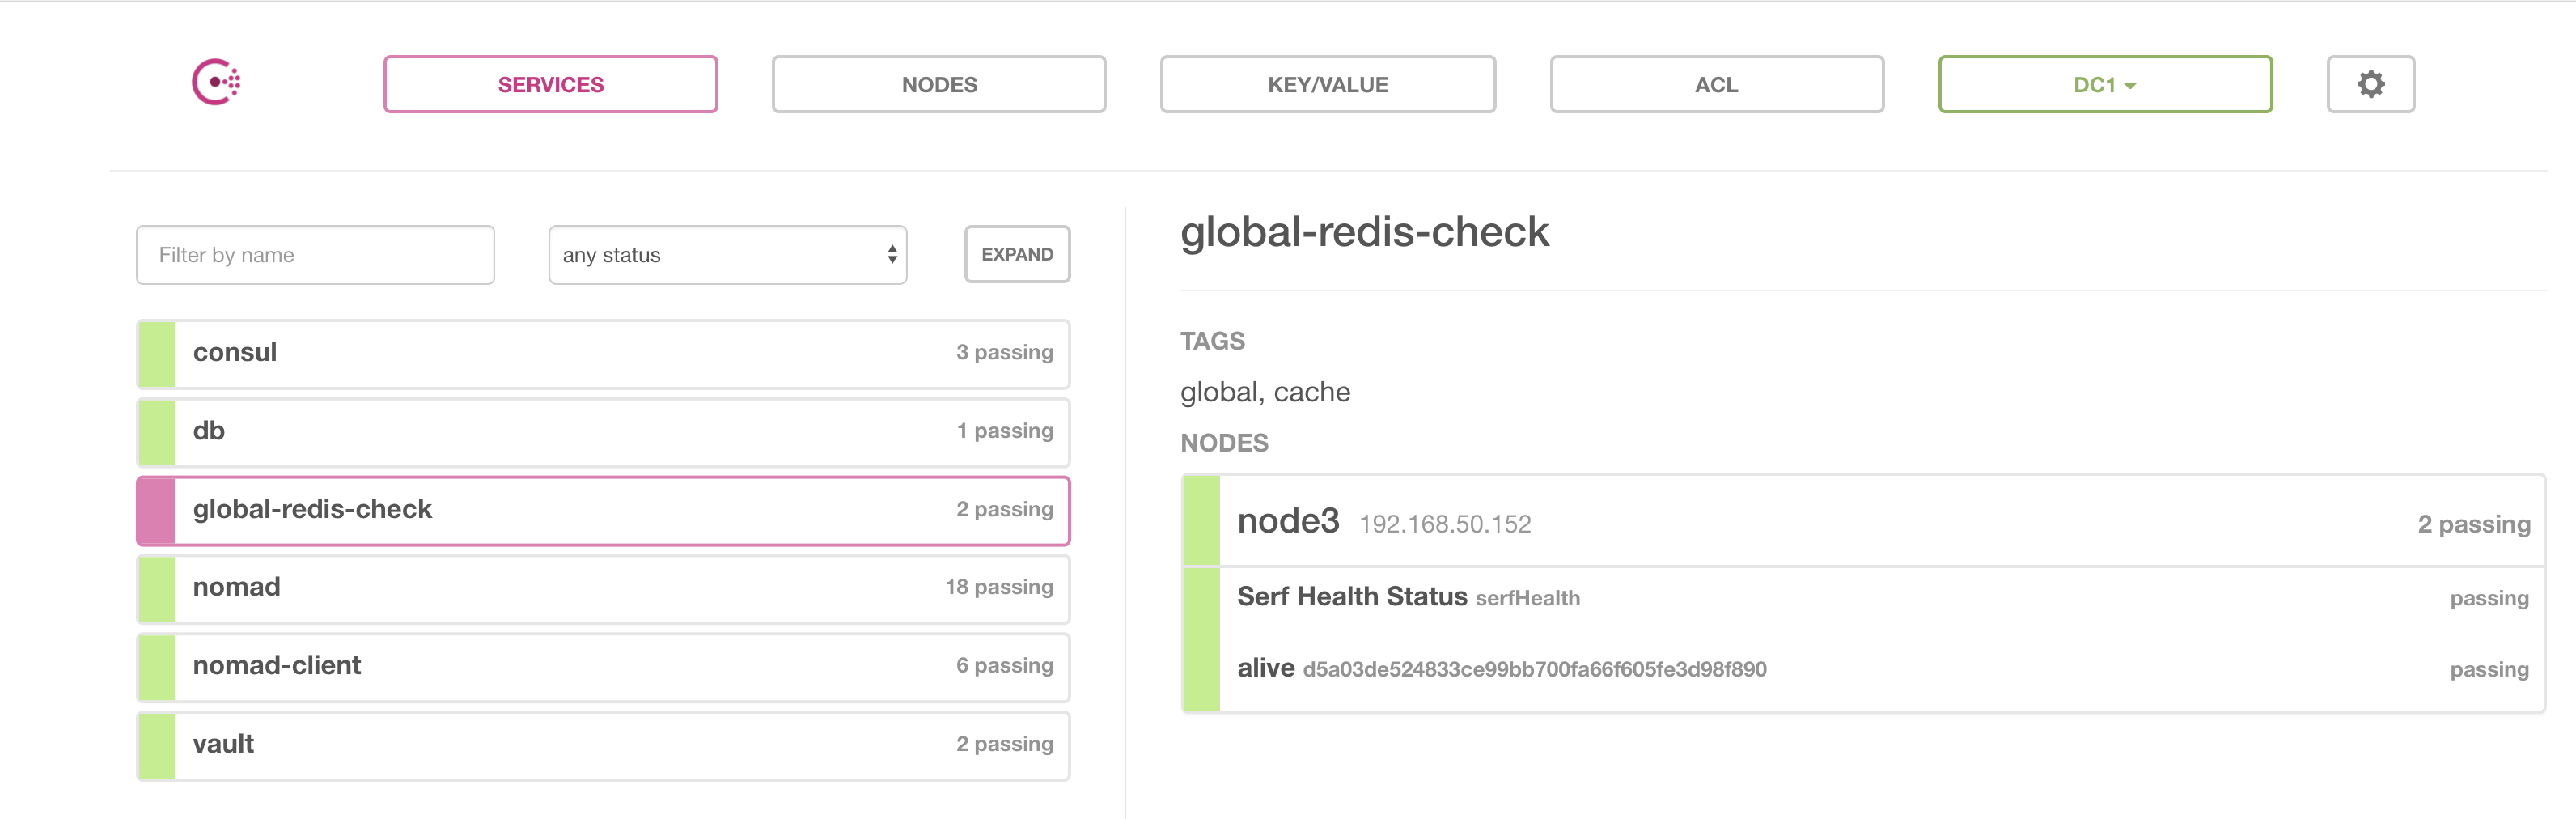 SERVICES NODES KEY/VALUE ACL DC1
Filter by name any status EXPAND
consul 3 passing
db 1 passing
global-redis-check 2 passing
nomad 18 passing
nomad-client 6 passing
vault 2 passing
global-redis-check
TAGS
global, cache
NODES
node3 192.168.50.152 2 passing
Serf Health Status serfHealth passing
alive d5a03de524833ce99bb700fa66f605fe3d98f890 passing